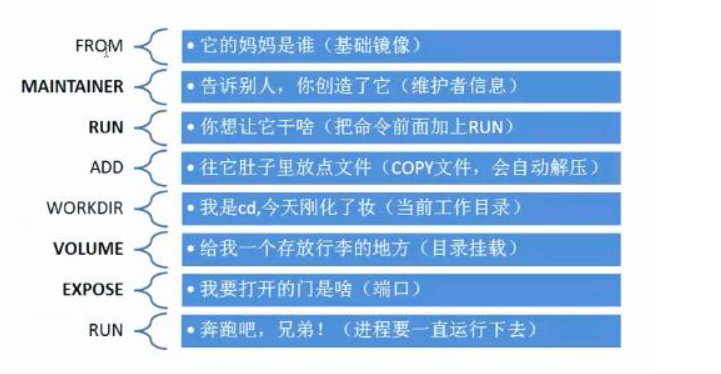 FROM
• 它的妈妈是谁（基础镜像）
MAINTAINER
• 告诉别人，你创造了它（维护者信息）
RUN
• 你想让它干啥（把命令前面加上RUN）
ADD
• 往它肚子里放点文件（COPY文件，会自动解压）
WORKDIR
• 我是cd,今天刚化了妆（当前工作目录）
VOLUME
• 给我一个存放行李的地方（目录挂载）
EXPOSE
• 我要打开的门是啥（端口）
RUN
• 奔跑吧，兄弟！（进程要一直运行下去）